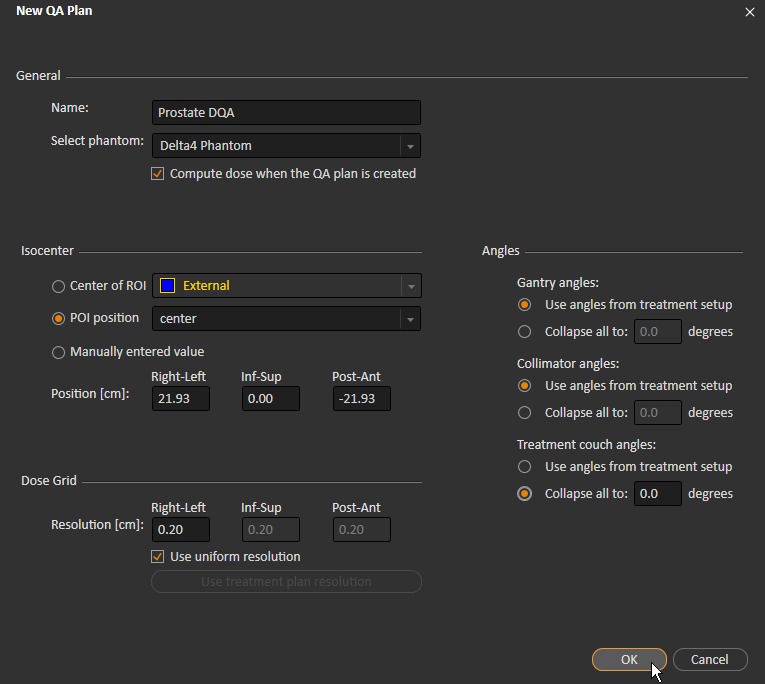 New QA Plan
General
Name: Prostate DQA
Select phantom: Delta4 Phantom
Compute dose when the QA plan is created
Isocenter
Center of ROI External
POI position center
Manually entered value
Right-Left Inf-Sup Post-Ant
Position [cm]: 21.93 0.00 -21.93
Dose Grid
Right-Left Inf-Sup Post-Ant
Resolution [cm]: 0.20 0.20 0.20
Use uniform resolution
Use treatment plan resolution
Angles
Gantry angles:
Use angles from treatment setup
Collapse all to: 0.0 degrees
Collimator angles:
Use angles from treatment setup
Collapse all to: 0.0 degrees
Treatment couch angles:
Use angles from treatment setup
Collapse all to: 0.0 degrees
OK Cancel